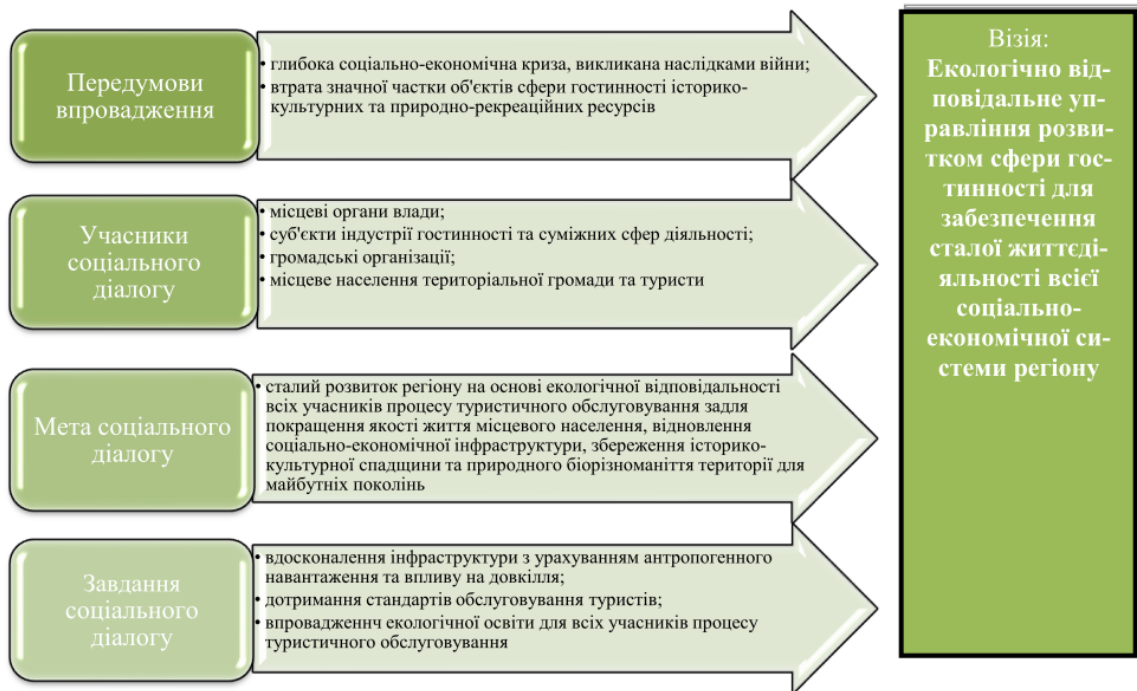 Передумови
впровадження
• глибока соціально-економічна криза, викликана наслідками війни;
• втрата значної частки об'єктів сфери гостинності історико-
культурних та природно-рекреаційних ресурсів
Учасники
соціального
діалогу
• місцеві органи влади;
• суб'єкти індустрії гостинності та суміжних сфер діяльності;
• громадські організації;
• місцеве населення територіальної громади та туристи
Мета соціального
діалогу
• сталий розвиток регіону на основі екологічної відповідальності
всіх учасників процесу туристичного обслуговування задля
покращення якості життя місцевого населення, відновлення
соціально-економічної інфраструктури, збереження історико-
культурної спадщини та природного біорізноманіття території для
майбутніх поколінь
Завдання
соціального
діалогу
• вдосконалення інфраструктури з урахуванням антропогенного
навантаження та впливу на довкілля;
• дотримання стандартів обслуговування туристів;
• впровадженнч екологічної освіти для всіх учасників процесу
туристичного обслуговування
Візія:
Екологічно від-
повідальне уп-
равління розви-
тком сфери гос-
тинності для
забезпечення
сталої життєді-
яльності всієї
соціально-
економічної си-
стеми регіону